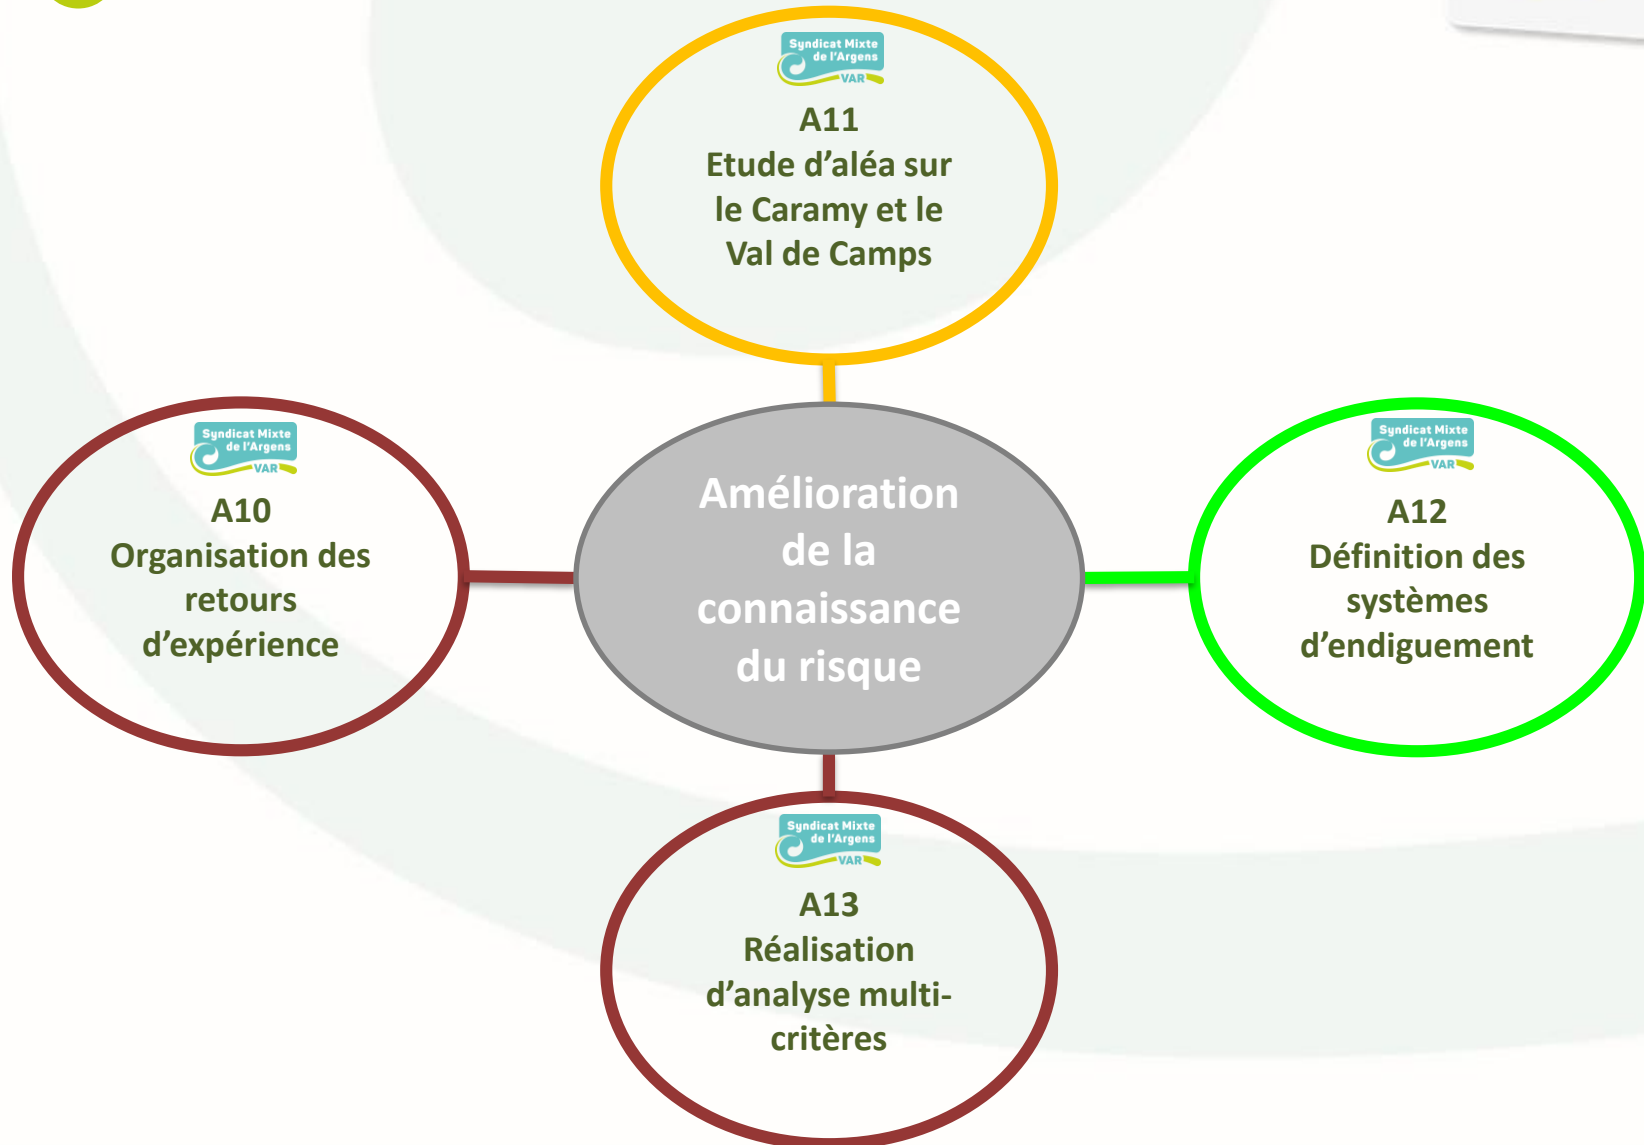 Syndicat Mixte
de l'Argens
VAR
A11
Etude d’aléa sur
le Caramy et le
Val de Camps
Syndicat Mixte
de l'Argens
VAR
A10
Organisation des
retours
d’expérience
Amélioration
de la
connaissance
du risque
Syndicat Mixte
de l'Argens
VAR
A12
Définition des
systèmes
d’endiguement
Syndicat Mixte
de l'Argens
VAR
A13
Réalisation
d’analyse multi-
critères